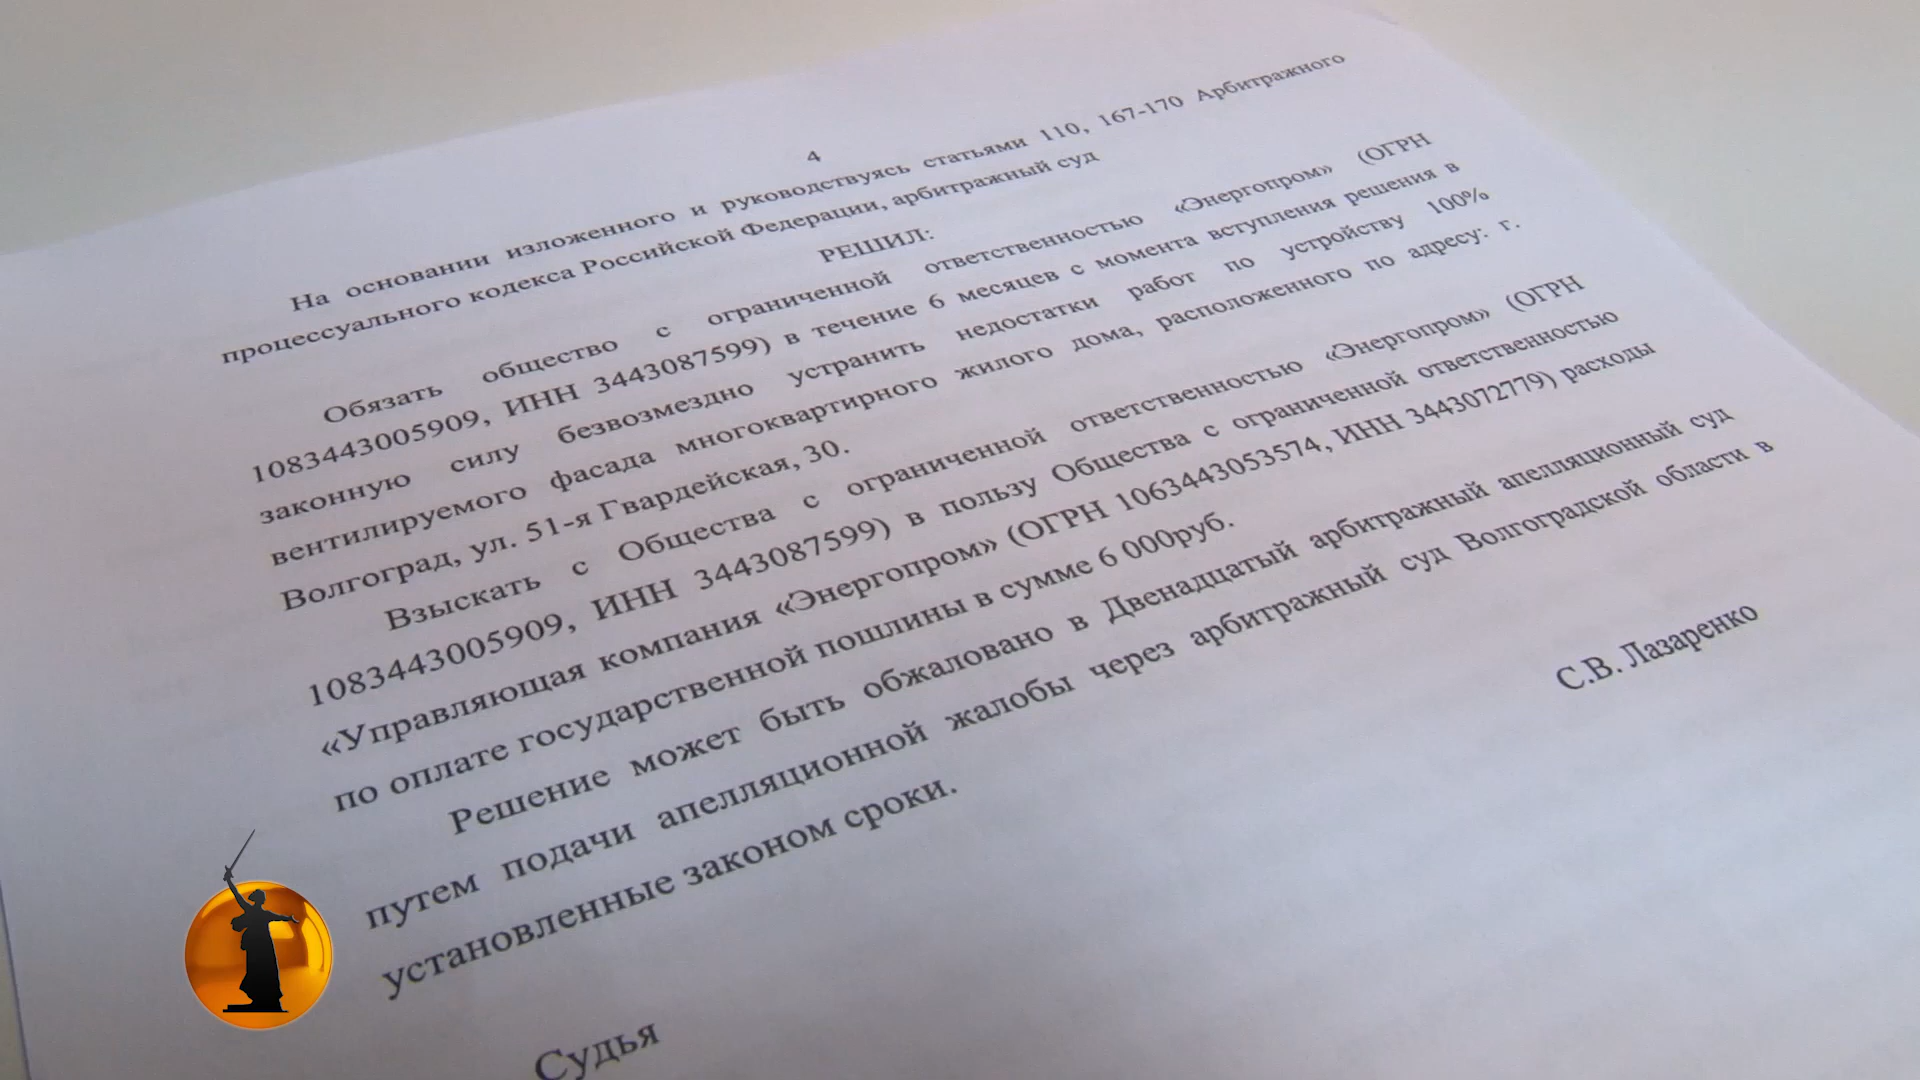 4
На основании изложенного и руководствуясь статьями 110, 167-170 Арбитражного
процессуального кодекса Российской Федерации, арбитражный суд
РЕШИЛ:
Обязать общество с ограниченной ответственностью «Энергопром» (ОГРН
1083443005909, ИНН 3443087599) в течение 6 месяцев с момента вступления решения в
законную силу безвозмездно устранить недостатки работ по устройству 100%
вентилируемого фасада многоквартирного жилого дома, расположенного по адресу: г.
Волгоград, ул. 51-я Гвардейская, 30.
Взыскать с Общества с ограниченной ответственностью «Энергопром» (ОГРН
1083443005909, ИНН 3443087599) в пользу Общества с ограниченной ответственностью
«Управляющая компания «Энергопром» (ОГРН 1063443053574, ИНН 3443072779) расходы
по оплате государственной пошлины в сумме 6 000руб.
Решение может быть обжаловано в Двенадцатый арбитражный апелляционный суд
путем подачи апелляционной жалобы через арбитражный суд Волгоградской области в
установленные законом сроки.
Судья С.В. Лазаренко